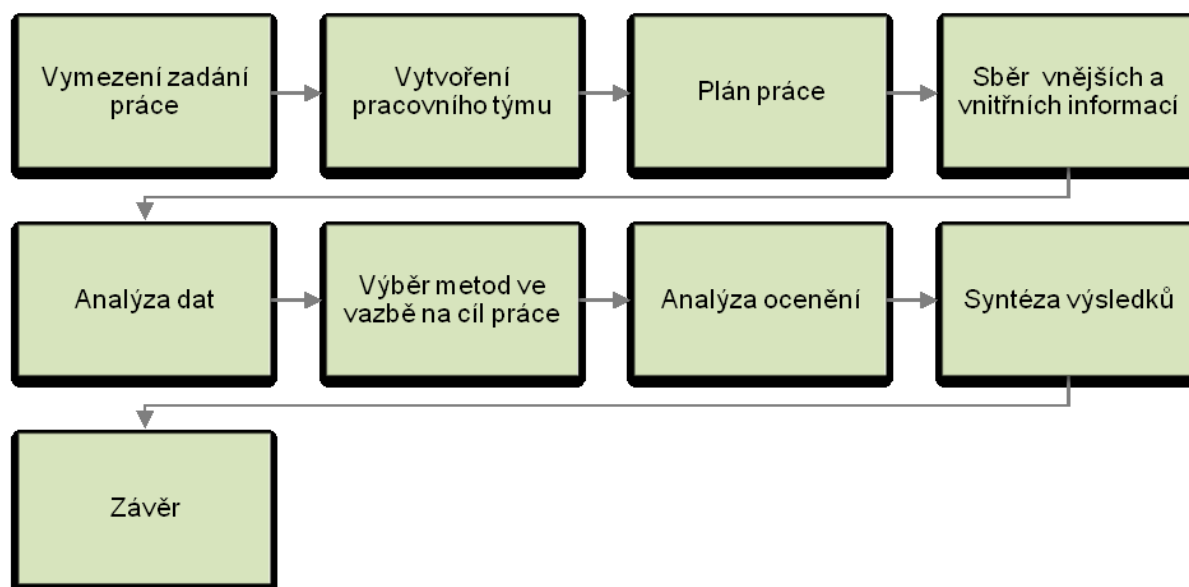 Vymezení zadání
práce
Vytvoření
pracovního týmu
Plán práce
Sběr vnějších a
vnitřních informací
Analýza dat
Výběr metod ve
vazbě na cíl práce
Analýza ocenění
Syntéza výsledků
Závěr